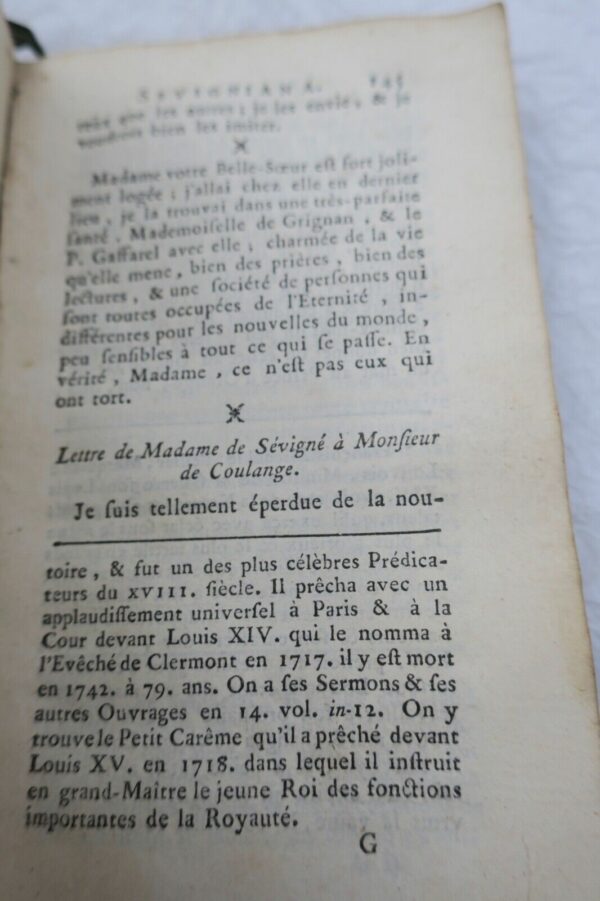 SEVIGNIANA. 145
que les autres ; je les envie, & je
voudrois bien les imiter.
Madame votre Belle-Sœur est fort joli-
ment logée ; j'allai chez elle en dernier
lieu, je la trouvai dans une très-parfaite
santé, Mademoiselle de Grignan, & le
P. Gaffarel avec elle ; charmée de la vie
qu'elle mene, bien des prières, bien des
lectures, & une société de personnes qui
sont toutes occupées de l'Eternité, in-
différentes pour les nouvelles du monde,
peu sensibles à tout ce qui se passe. En
vérité, Madame, ce n'est pas eux qui
ont tort.
Lettre de Madame de Sévigné à Monsieur
de Coulange.
Je suis tellement éperdue de la nou-
toire, & fut un des plus célèbres Prédica-
teurs du XVIII. siècle. Il prêcha avec un
applaudissement universel à Paris & à la
Cour devant Louis XIV. qui le nomma à
l'Evêché de Clermont en 1717. il y est mort
en 1742. à 79. ans. On a ses Sermons & ses
autres Ouvrages en 14. vol. in-12. On y
trouve le Petit Carême qu'il a prêché devant
Louis XV. en 1718. dans lequel il instruit
en grand-Maître le jeune Roi des fonctions
importantes de la Royauté.
G